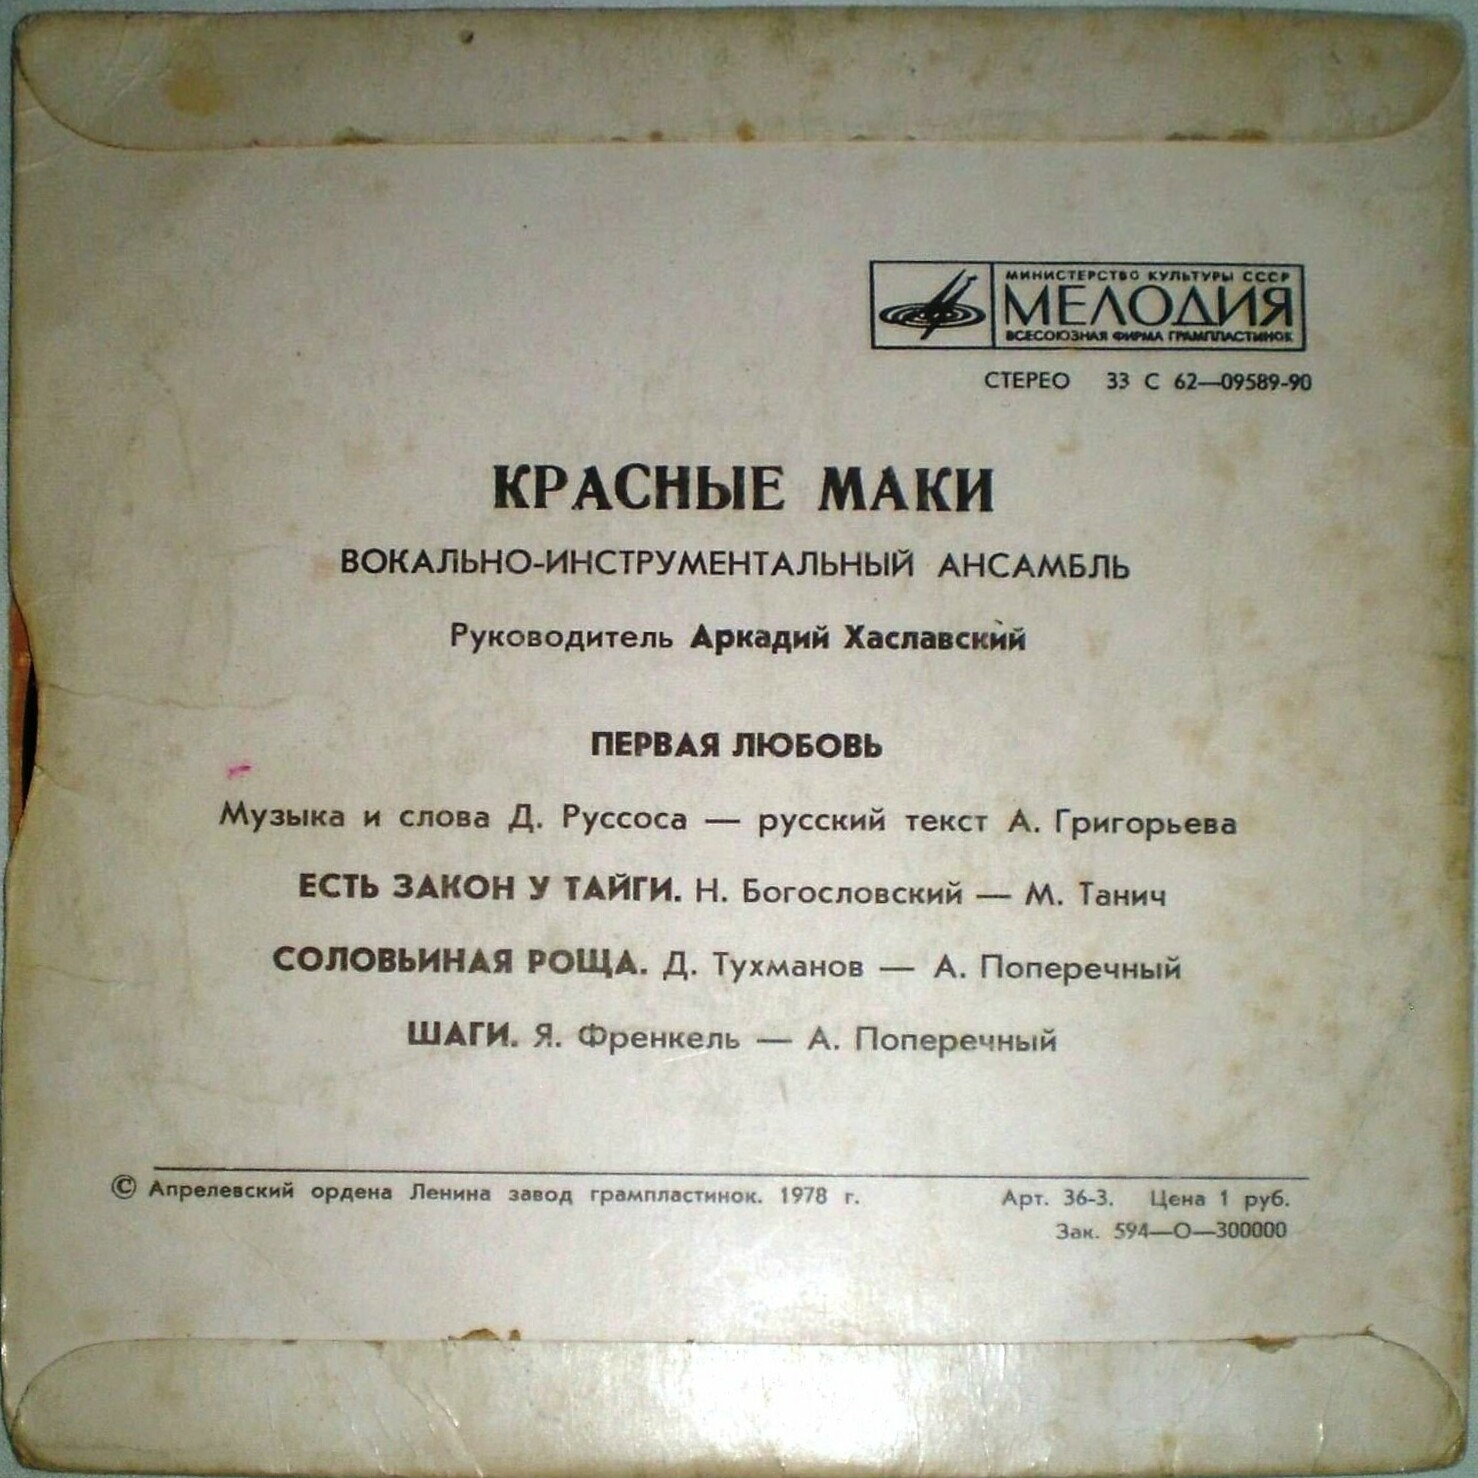 МИНИСТЕРСТВО КУЛЬТУРЫ СССР
МЕЛОДИЯ
ВСЕСОЮЗНАЯ ФИРМА ГРАМПЛАСТИНОК
СТЕРЕО 33 С 62—09589-90
КРАСНЫЕ МАКИ
ВОКАЛЬНО-ИНСТРУМЕНТАЛЬНЫЙ АНСАМБЛЬ
Руководитель Аркадий Хаславский
ПЕРВАЯ ЛЮБОВЬ
Музыка и слова Д. Руссоса — русский текст А. Григорьева
ЕСТЬ ЗАКОН У ТАЙГИ. Н. Богословский — М. Танич
СОЛОВЬИНАЯ РОЩА. Д. Тухманов — А. Поперечный
ШАГИ. Я. Френкель — А. Поперечный
© Апрелевский ордена Ленина завод грампластинок. 1978 г. Арт. 36-3. Цена 1 руб.
Зак. 594—О—300000